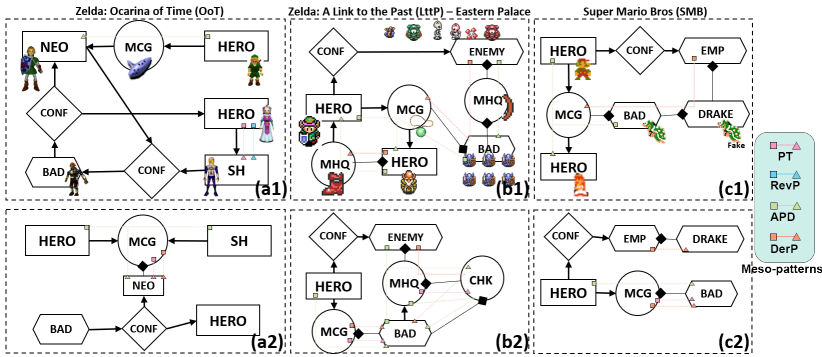 Zelda: Ocarina of Time (OoT)
Zelda: A Link to the Past (LttP) – Eastern Palace
Super Mario Bros (SMB)
NEO
MCG
HERO
CONF
HERO
BAD
CONF
SH
(a1)
CONF
ENEMY
HERO
MCG
MHQ
MHQ
HERO
BAD
(b1)
HERO
CONF
EMP
MCG
BAD
DRAKE
Fake
HERO
(c1)
PT
RevP
APD
DerP
Meso-patterns
HERO
MCG
SH
NEO
BAD
CONF
HERO
(a2)
CONF
ENEMY
HERO
MHQ
CHK
MCG
BAD
(b2)
CONF
EMP
DRAKE
HERO
MCG
BAD
(c2)